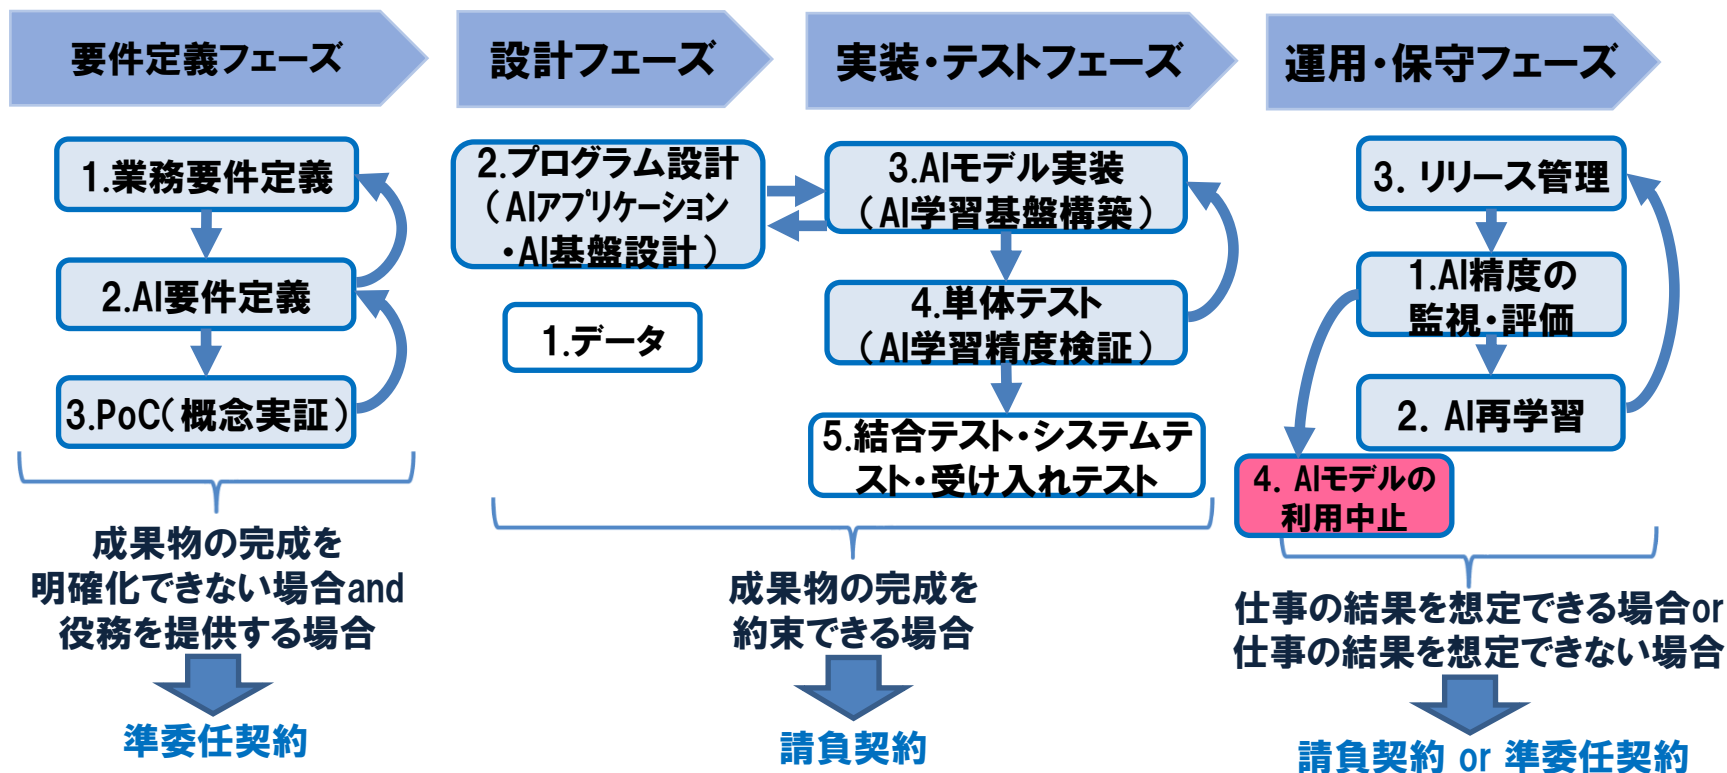 要件定義フェーズ
設計フェーズ
実装・テストフェーズ
運用・保守フェーズ
1.業務要件定義
2.AI要件定義
3.PoC(概念実証)
2.プログラム設計
(AIアプリケーション
・AI基盤設計)
1.データ
3.AIモデル実装
(AI学習基盤構築)
4.単体テスト
(AI学習精度検証)
5.結合テスト・システムテ
スト・受け入れテスト
3. リリース管理
1.AI精度の
監視・評価
2. AI再学習
4. AIモデルの
利用中止
成果物の完成を
明確化できない場合and
役務を提供する場合
準委任契約
成果物の完成を
約束できる場合
請負契約
仕事の結果を想定できる場合or
仕事の結果を想定できない場合
請負契約 or 準委任契約